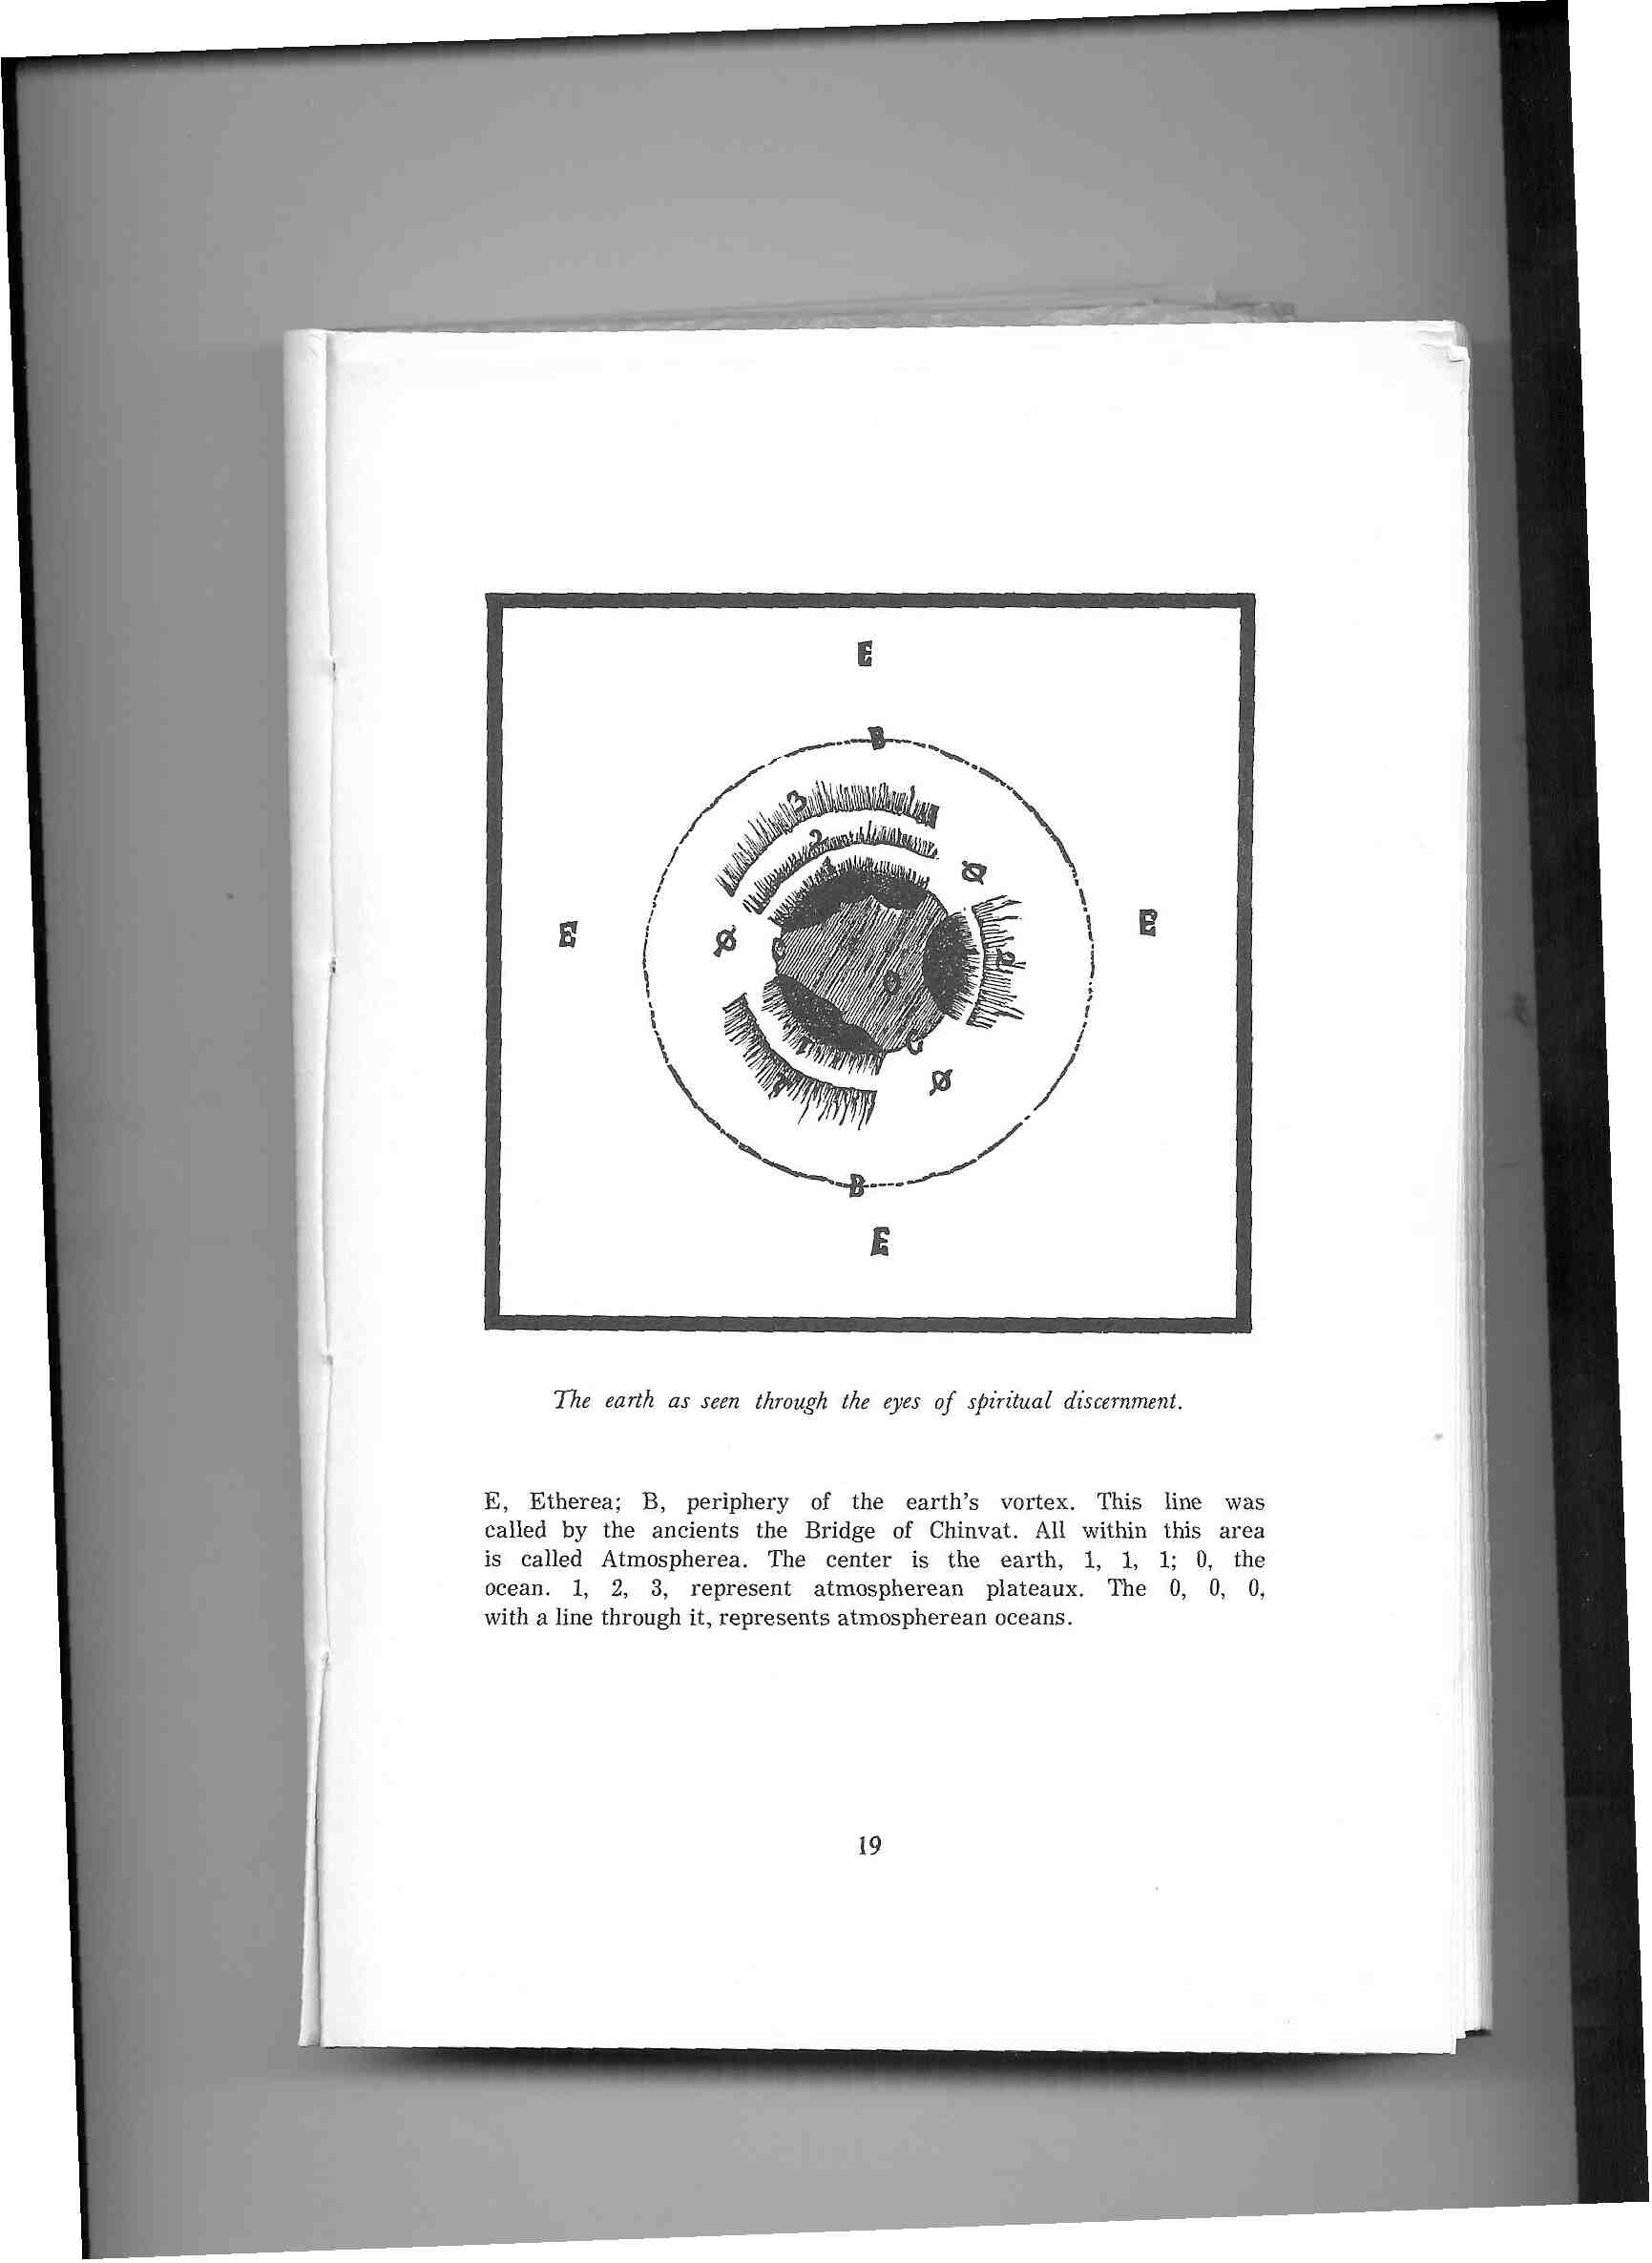 E
B
3
2
1
Ø
E
E
Ø
C
2
O
1
C
Ø
2
B
E
The earth as seen through the eyes of spiritual discernment.
E, Etherea; B, periphery of the earth's vortex. This line was
called by the ancients the Bridge of Chinvat. All within this area
is called Atmospherea. The center is the earth, 1, 1, 1; 0, the
ocean. 1, 2, 3, represent atmospherean plateaux. The 0, 0, 0,
with a line through it, represents atmospherean oceans.
19